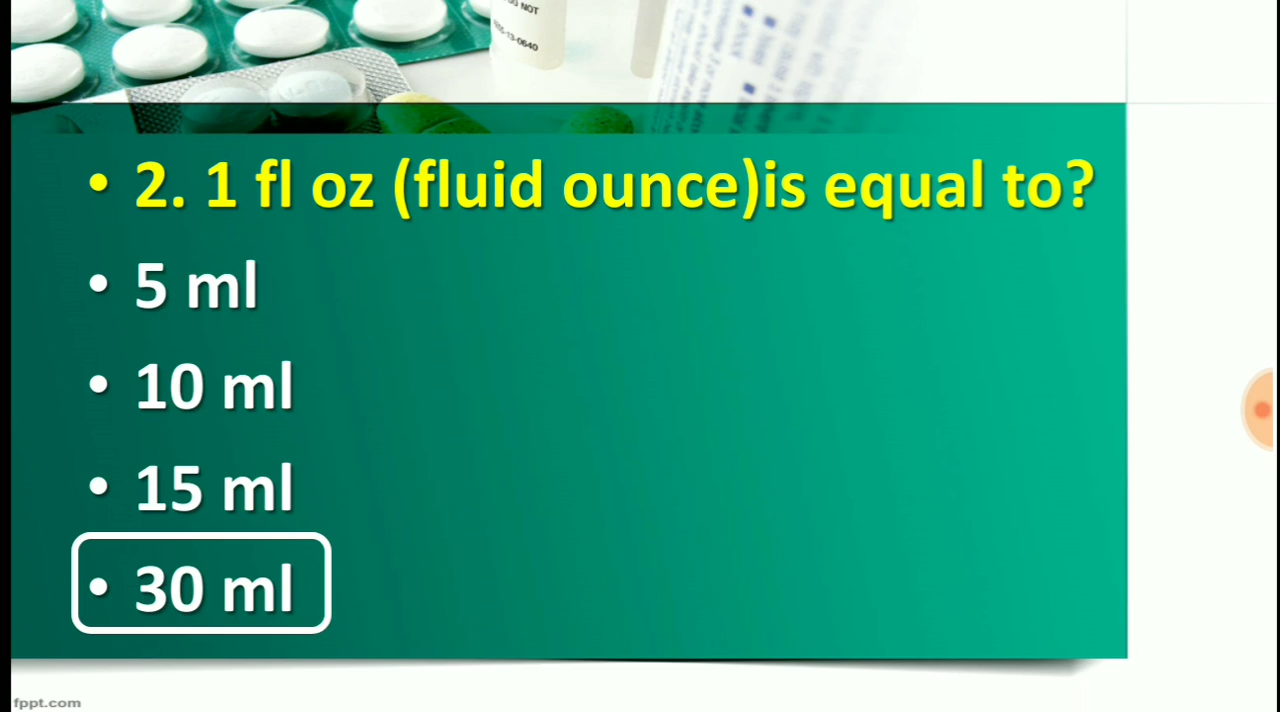 • 2. 1 fl oz (fluid ounce)is equal to?
• 5 ml
• 10 ml
• 15 ml
• 30 ml
fppt.com